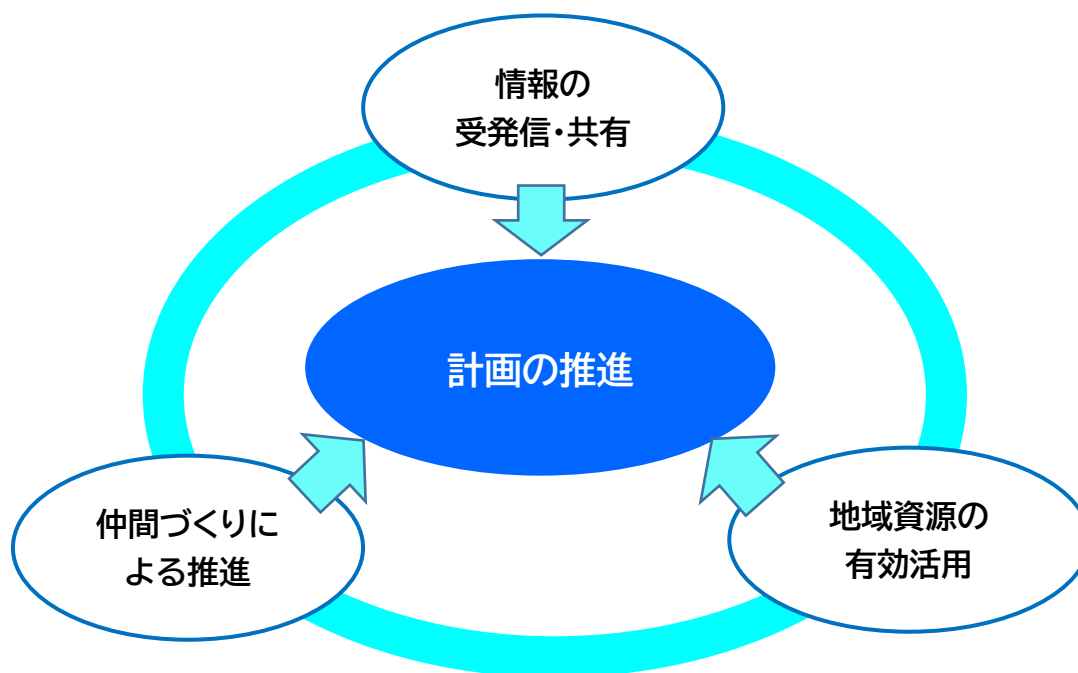 情報の
受発信・共有
計画の推進
仲間づくりに
よる推進
地域資源の
有効活用